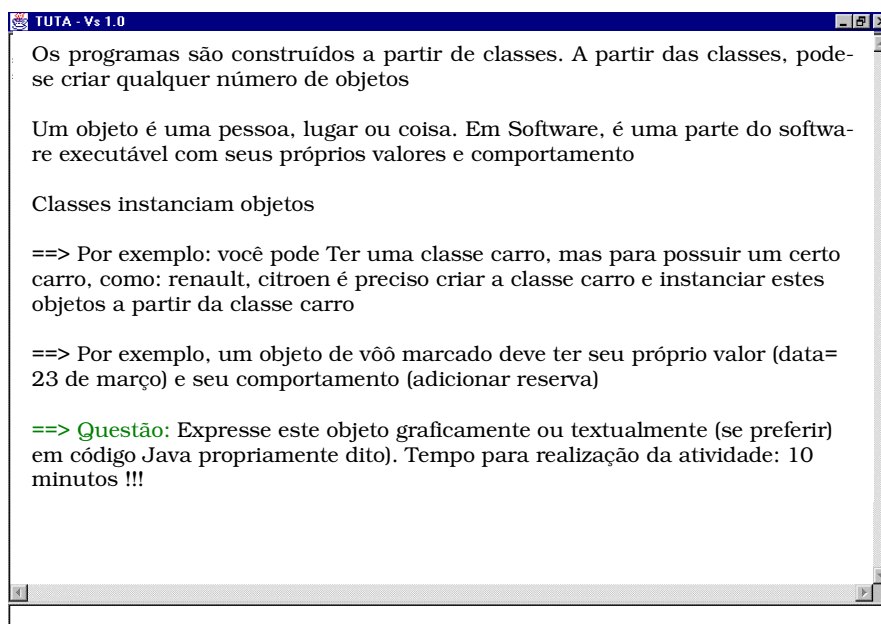 TUTA - Vs 1.0
Os programas são construídos a partir de classes. A partir das classes, pode-
se criar qualquer número de objetos
Um objeto é uma pessoa, lugar ou coisa. Em Software, é uma parte do softwa-
re executável com seus próprios valores e comportamento
Classes instanciam objetos
==> Por exemplo: você pode Ter uma classe carro, mas para possuir um certo
carro, como: renault, citroen é preciso criar a classe carro e instanciar estes
objetos a partir da classe carro
==> Por exemplo, um objeto de vôô marcado deve ter seu próprio valor (data=
23 de março) e seu comportamento (adicionar reserva)
==> Questão: Expresse este objeto graficamente ou textualmente (se preferir)
em código Java propriamente dito). Tempo para realização da atividade: 10
minutos !!!